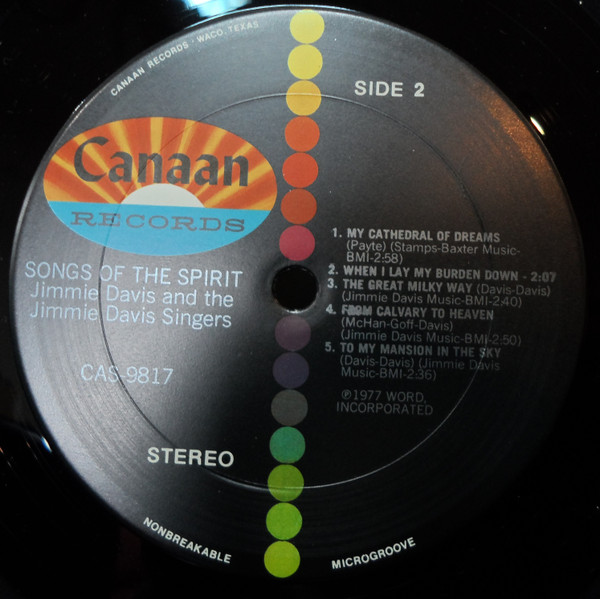 CANAAN RECORDS · WACO, TEXAS
SIDE 2
Canaan
RECORDS
SONGS OF THE SPIRIT
Jimmie Davis and the
Jimmie Davis Singers
CAS-9817
1. MY CATHEDRAL OF DREAMS
(Payte) (Stamps-Baxter Music-
BMI-2:58)
2. WHEN I LAY MY BURDEN DOWN - 2:07
3. THE GREAT MILKY WAY (Davis-Davis)
(Jimmie Davis Music-BMI-2:40)
4. FROM CALVARY TO HEAVEN
(McHan-Goff-Davis)
(Jimmie Davis Music-BMI-2:50)
5. TO MY MANSION IN THE SKY
(Davis-Davis) (Jimmie Davis
Music-BMI-2:36)
℗1977 WORD,
INCORPORATED
STEREO
NONBREAKABLE
MICROGROOVE